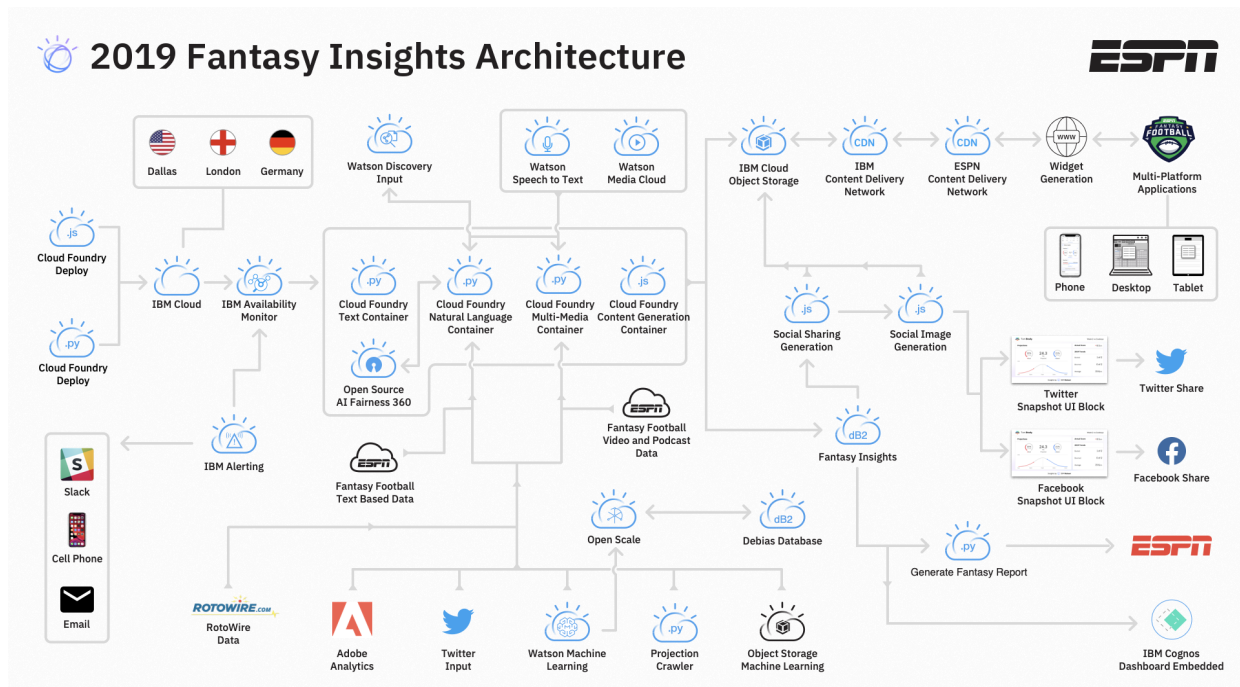 2019 Fantasy Insights Architecture
ESPN
Dallas
London
Germany
Watson Discovery
Input
Watson
Speech to Text
Watson
Media Cloud
IBM Cloud
Object Storage
CDN
IBM
Content Delivery
Network
CDN
ESPN
Content Delivery
Network
WWW
Widget
Generation
ESPN
FANTASY
FOOTBALL
Multi-Platform
Applications
.js
Cloud Foundry
Deploy
.py
Cloud Foundry
Deploy
IBM Cloud
IBM Availability
Monitor
Cloud Foundry
Text Container
.py
.py
Cloud Foundry
Natural Language
Container
.py
Cloud Foundry
Multi-Media
Container
.js
Cloud Foundry
Content Generation
Container
Open Source
AI Fairness 360
Phone
Desktop
Tablet
.js
Social Sharing
Generation
.js
Social Image
Generation
Twitter
Snapshot UI Block
Twitter Share
Facebook
Snapshot UI Block
Facebook Share
IBM Alerting
S
Slack
Cell Phone
Email
ESPN
Fantasy Football
Text Based Data
ESPN
Fantasy Football
Video and Podcast
Data
dB2
Fantasy Insights
Open Scale
dB2
Debias Database
.py
Generate Fantasy Report
ESPN
ROTOWIRE.COM
RotoWire
Data
Adobe
Analytics
Twitter
Input
Watson Machine
Learning
.py
Projection
Crawler
Object Storage
Machine Learning
IBM Cognos
Dashboard Embedded